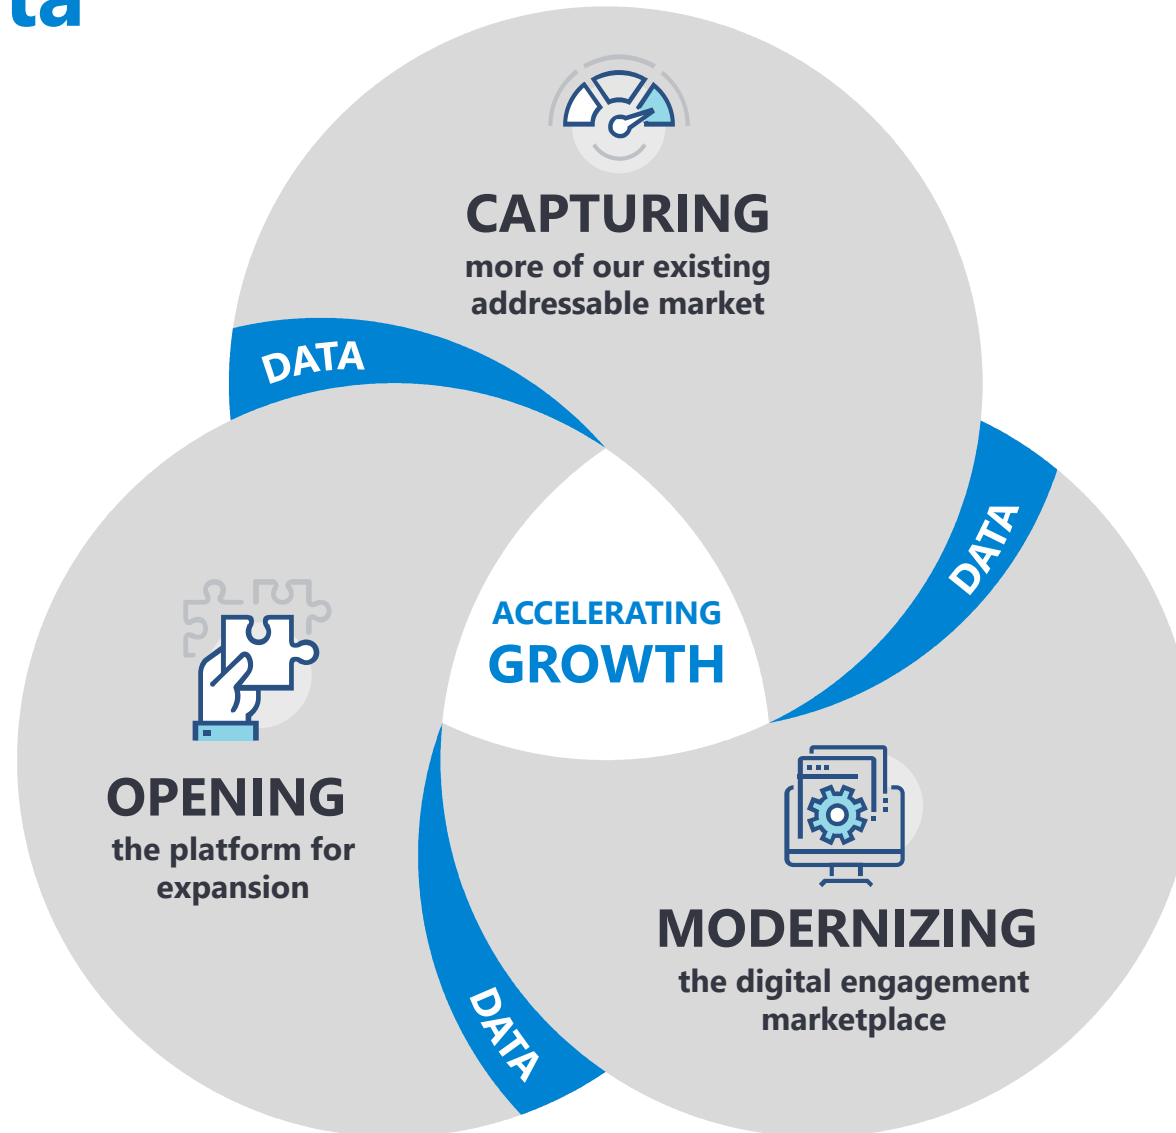 ta
CAPTURING
more of our existing
addressable market
DATA
DATA
ACCELERATING
GROWTH
OPENING
the platform for
expansion
MODERNIZING
the digital engagement
marketplace
DATA